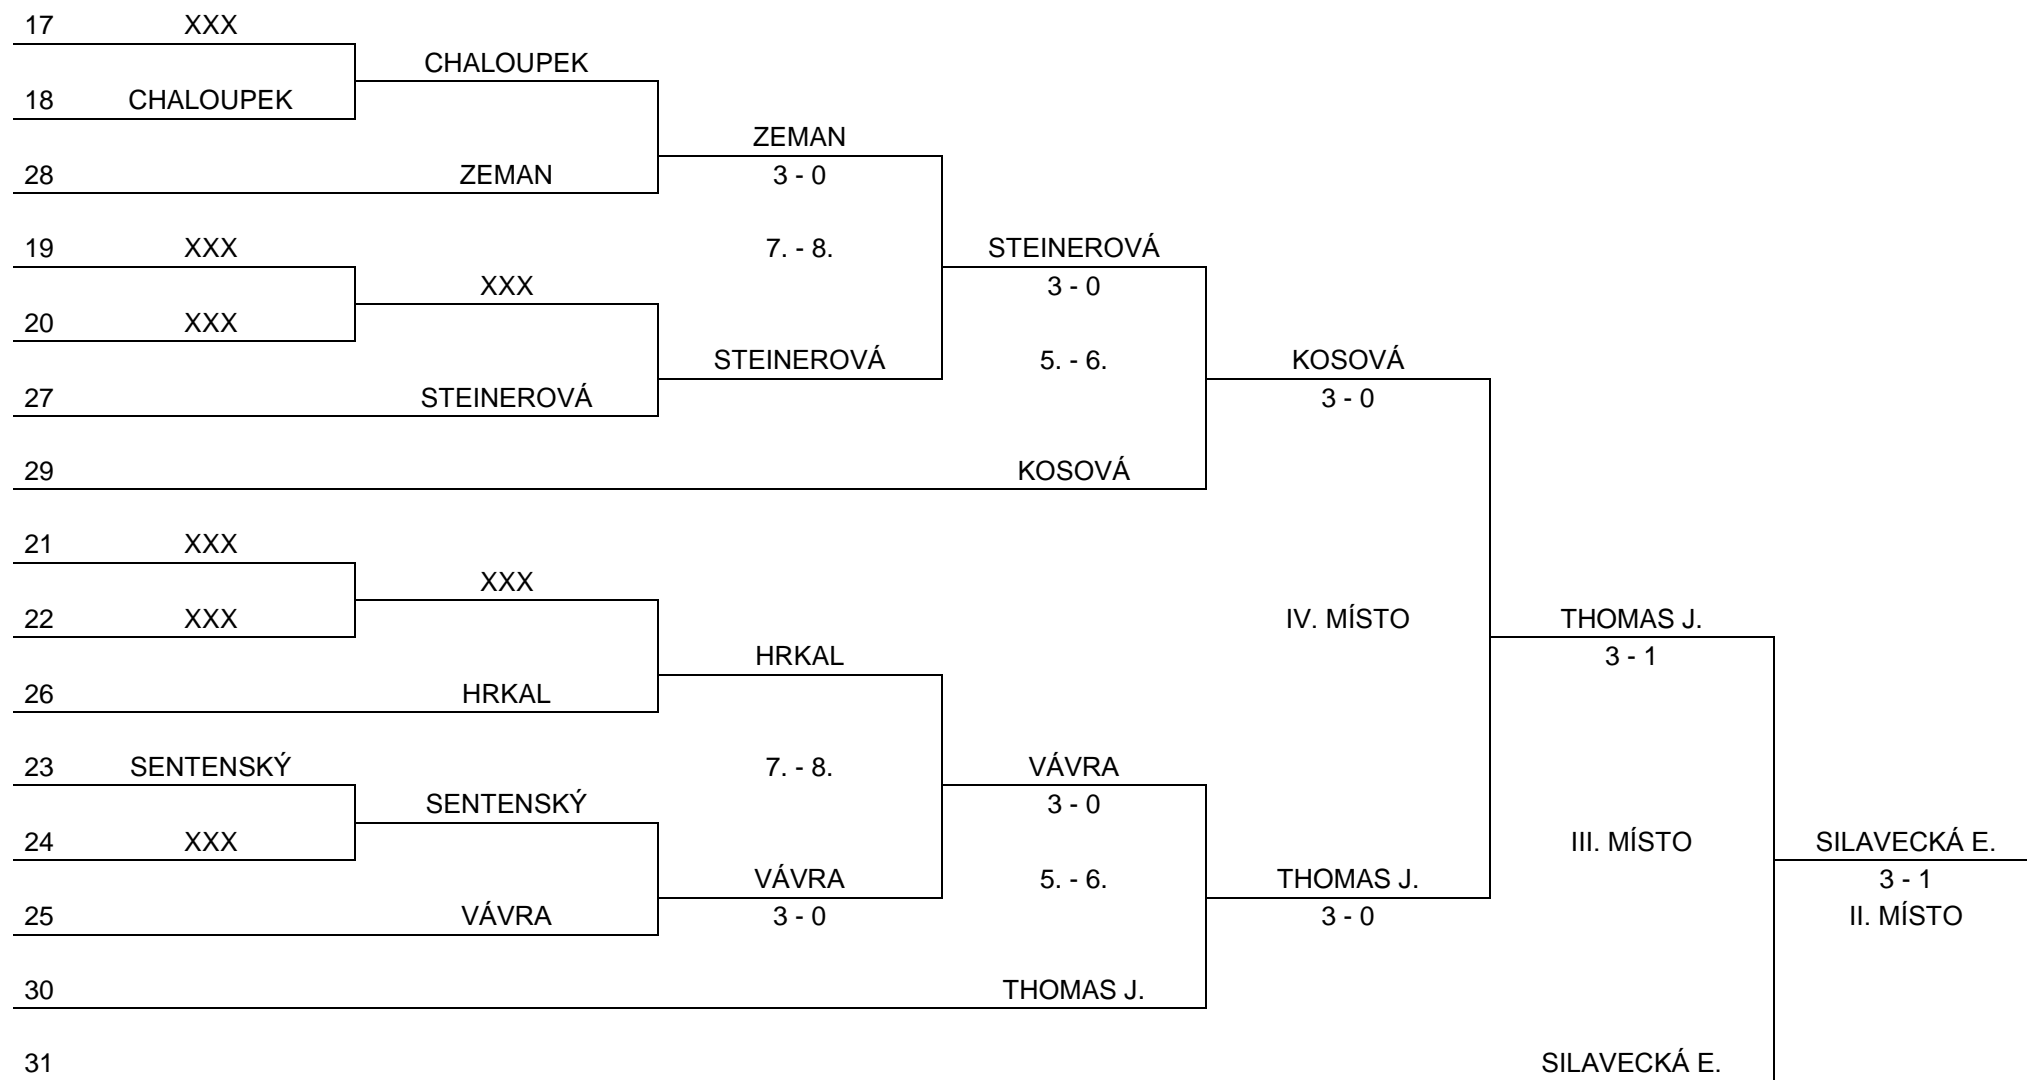 17 XXX
CHALOUPEK
18 CHALOUPEK
ZEMAN
28 ZEMAN 3 - 0
19 XXX 7. - 8. STEINEROVÁ
XXX 3 - 0
20 XXX
STEINEROVÁ 5. - 6. KOSOVÁ
27 STEINEROVÁ 3 - 0
29 KOSOVÁ
21 XXX
XXX
22 XXX IV. MÍSTO THOMAS J.
HRKAL 3 - 1
26 HRKAL
23 SENTENSKÝ 7. - 8. VÁVRA
SENTENSKÝ 3 - 0
24 XXX III. MÍSTO SILAVECKÁ E.
VÁVRA 5. - 6. THOMAS J. 3 - 1
25 VÁVRA 3 - 0 3 - 0 II. MÍSTO
30 THOMAS J.
31 SILAVECKÁ E.